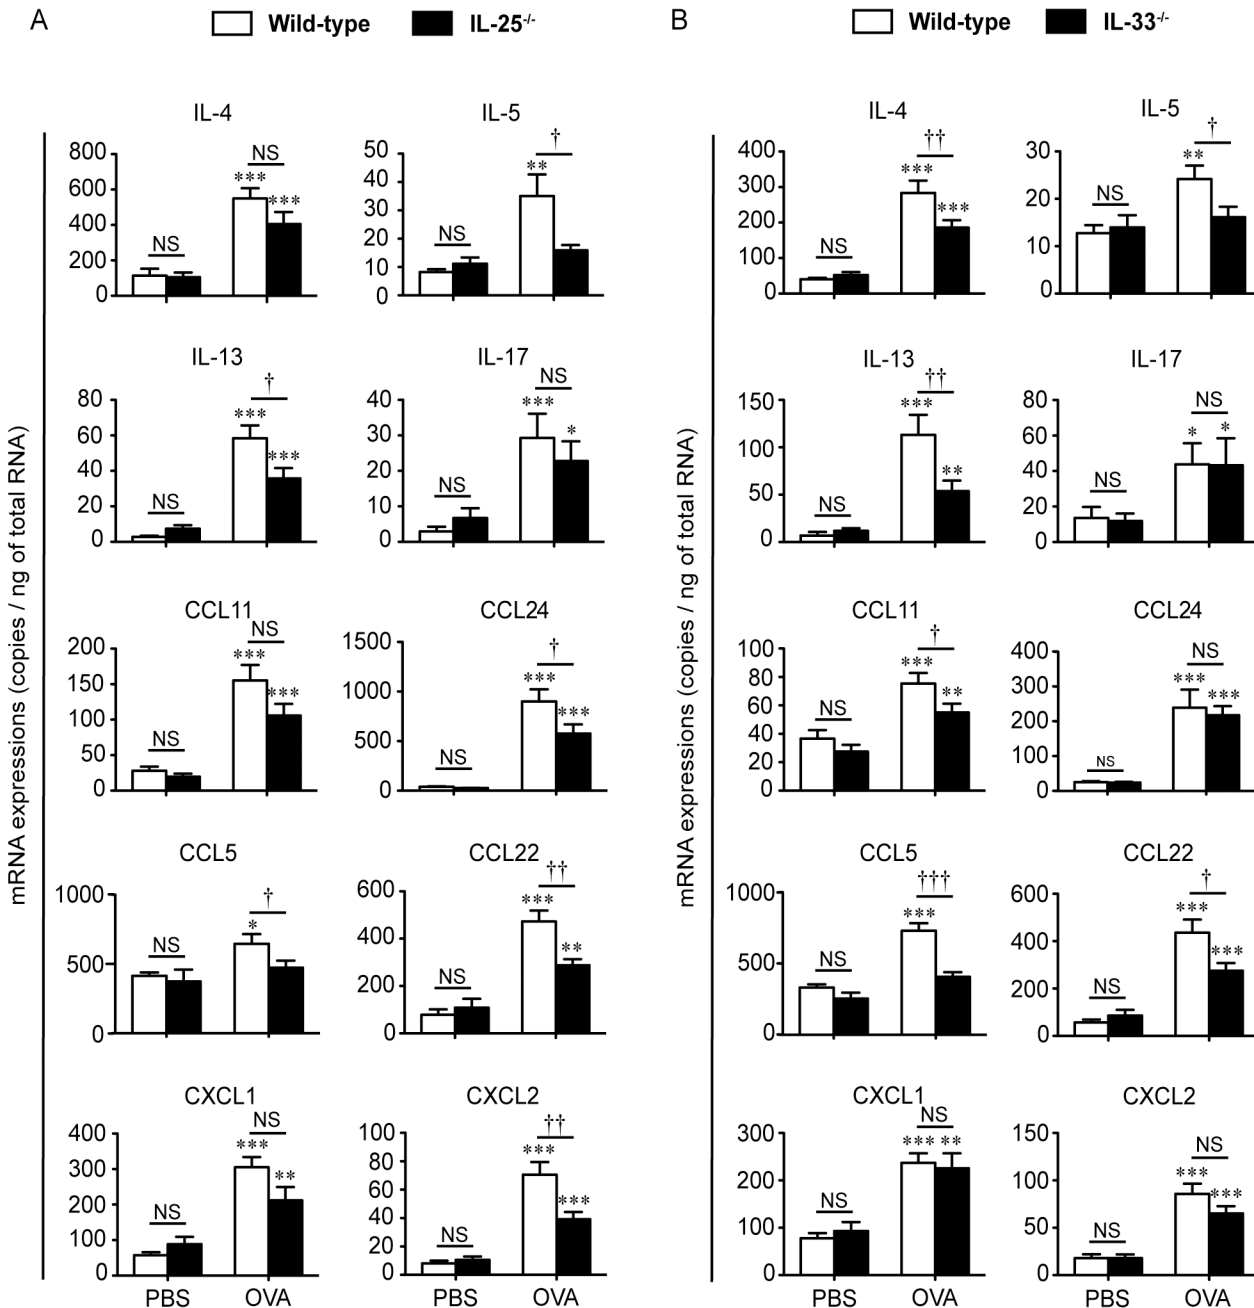 A
Wild-type IL-25-/-
B
Wild-type IL-33-/-
mRNA expressions (copies / ng of total RNA)
IL-4
800
600
400
200
0
NS
NS
***
***
IL-5
50
40
30
20
10
0
NS
†
**
IL-13
80
60
40
20
0
NS
†
***
***
IL-17
40
30
20
10
0
NS
NS
***
*
CCL11
200
150
100
50
0
NS
NS
***
***
CCL24
1500
1000
500
0
NS
†
***
***
CCL5
1000
500
0
NS
†
*
CCL22
600
400
200
0
NS
††
***
**
CXCL1
400
300
200
100
0
NS
NS
***
**
PBS OVA
CXCL2
100
80
60
40
20
0
NS
††
***
***
PBS OVA
mRNA expressions (copies / ng of total RNA)
IL-4
400
300
200
100
0
NS
††
***
***
IL-5
30
20
10
0
NS
†
**
IL-13
150
100
50
0
NS
††
***
**
IL-17
80
60
40
20
0
NS
NS
*
*
CCL11
100
80
60
40
20
0
NS
†
***
**
CCL24
400
300
200
100
0
NS
NS
***
***
CCL5
1000
500
0
NS
†††
***
CCL22
600
400
200
0
NS
†
***
***
CXCL1
300
200
100
0
NS
NS
*** **
PBS OVA
CXCL2
150
100
50
0
NS
NS
***
***
PBS OVA